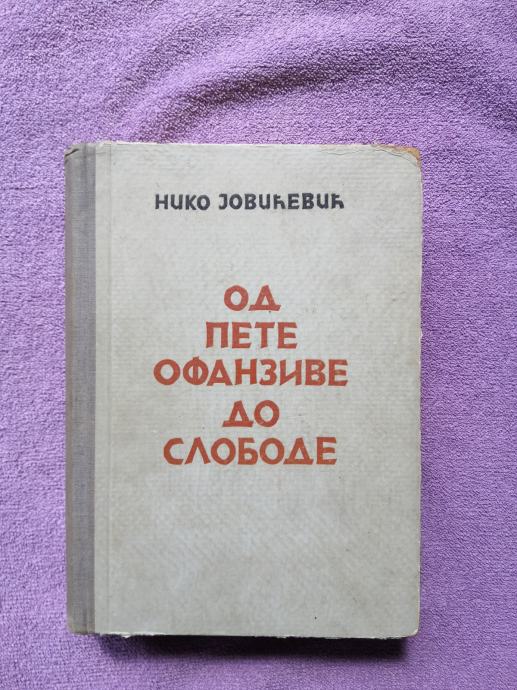 НИКО ЈОВИЋЕВИЋ
ОД
ПЕТЕ
ОФАНЗИВЕ
ДО
СЛОБОДЕ